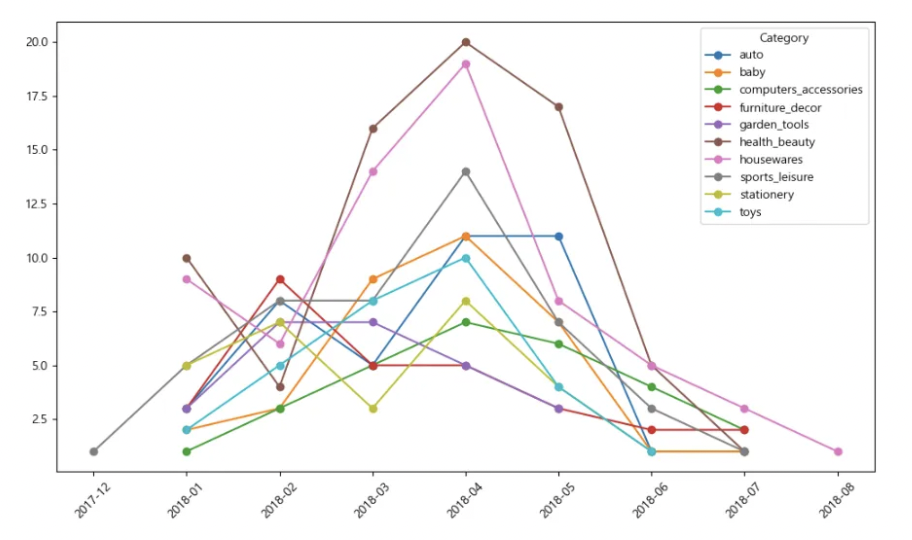 20.0
17.5
15.0
12.5
10.0
7.5
5.0
2.5
Category
auto
baby
computers_accessories
furniture_decor
garden_tools
health_beauty
housewares
sports_leisure
stationery
toys
2017-12
2018-01
2018-02
2018-03
2018-04
2018-05
2018-06
2018-07
2018-08